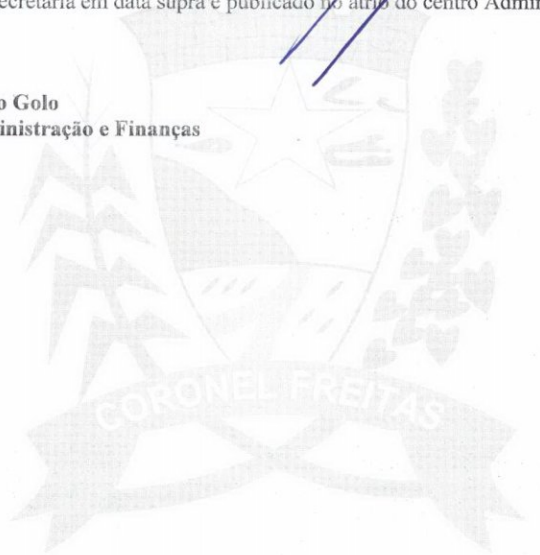 ecretaria em data supra e publicado no átrio do centro Admin
o Golo
inistração e Finanças
CORONEL FREITAS